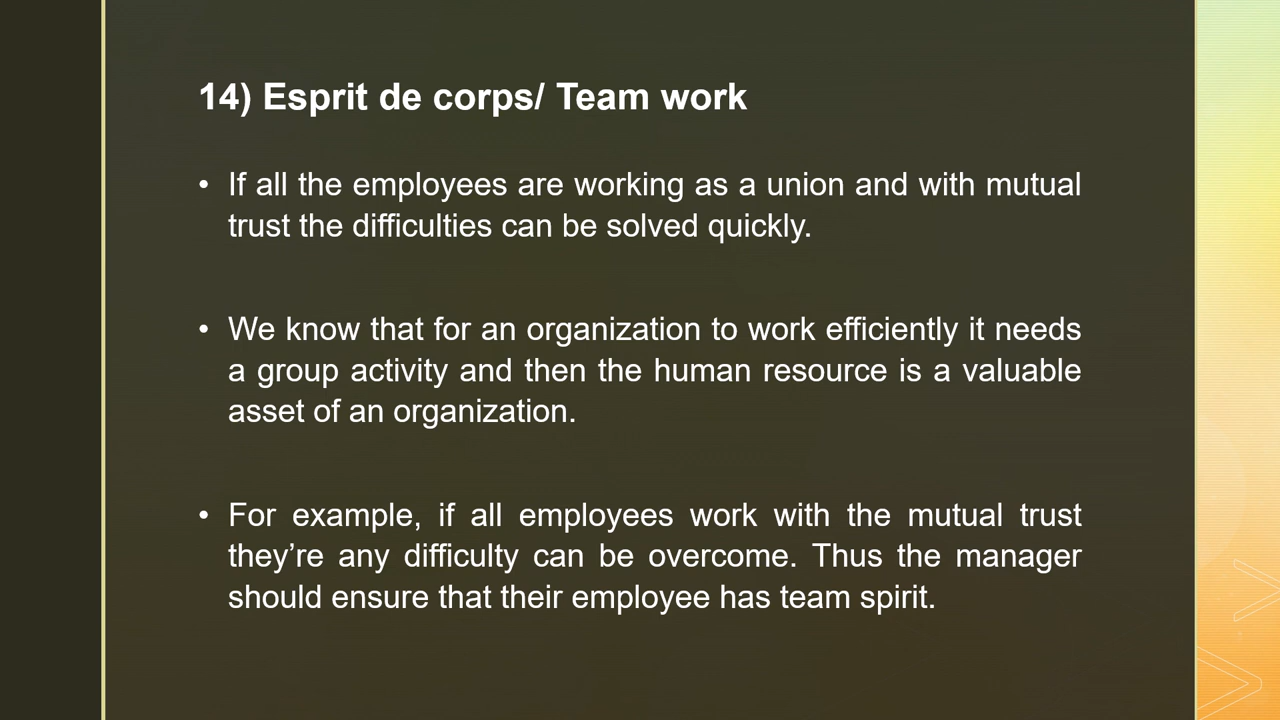 14) Esprit de corps/ Team work
• If all the employees are working as a union and with mutual
trust the difficulties can be solved quickly.
• We know that for an organization to work efficiently it needs
a group activity and then the human resource is a valuable
asset of an organization.
• For example, if all employees work with the mutual trust
they’re any difficulty can be overcome. Thus the manager
should ensure that their employee has team spirit.